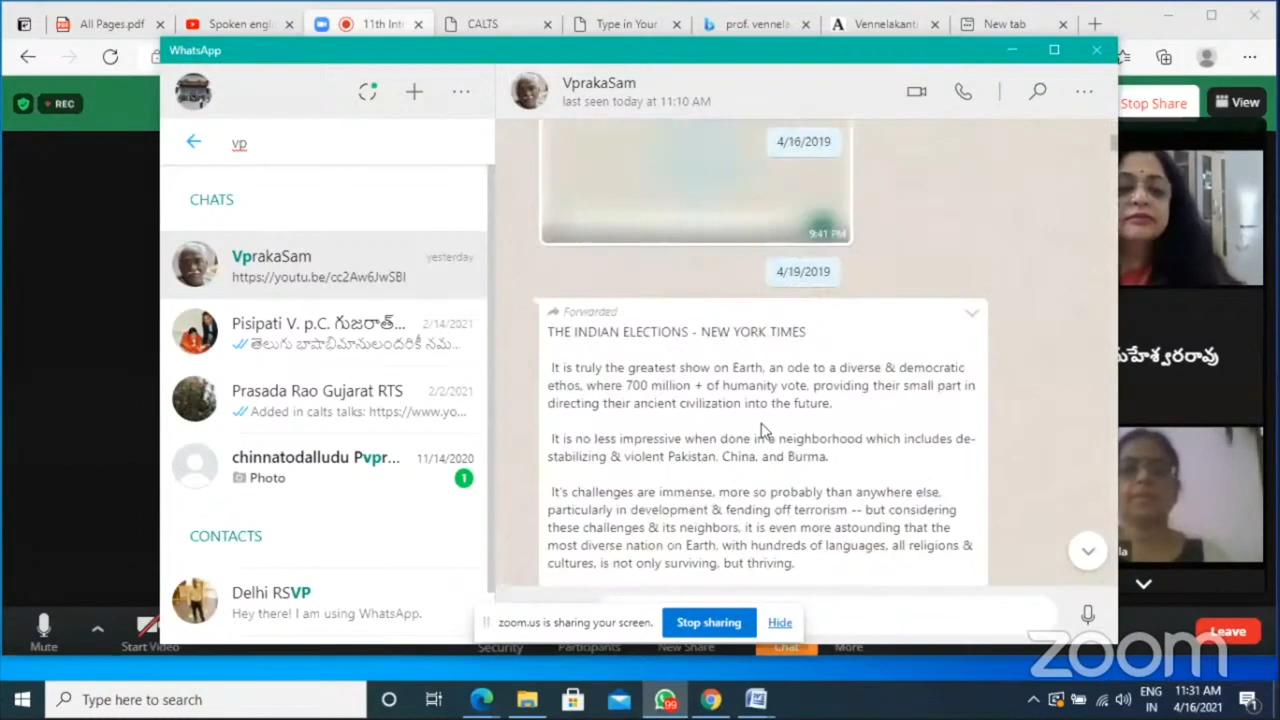 All Pages.pdf
Spoken engl
11th Int
CALTS
Type in Your
prof. vennela
Vennelakanti
New tab
WhatsApp
REC
Stop Share
View
VprakaSam
last seen today at 11:10 AM
vp
CHATS
VprakaSam
yesterday
https://youtu.be/cc2Aw6JwSBI
Pisipati V. p.C. గుజరాత్...
2/14/2021
తెలుగు భాషాభిమానులందరికీ నమ...
Prasada Rao Gujarat RTS
2/2/2021
Added in calts talks: https://www.yo...
chinnatodalludu Pvpr...
11/14/2020
Photo
1
CONTACTS
Delhi RSVP
Hey there! I am using WhatsApp.
4/16/2019
9:41 PM
4/19/2019
Forwarded
THE INDIAN ELECTIONS - NEW YORK TIMES
It is truly the greatest show on Earth, an ode to a diverse & democratic
ethos, where 700 million + of humanity vote, providing their small part in
directing their ancient civilization into the future.
It is no less impressive when done in a neighborhood which includes de-
stabilizing & violent Pakistan, China, and Burma.
It's challenges are immense, more so probably than anywhere else,
particularly in development & fending off terrorism -- but considering
these challenges & its neighbors, it is even more astounding that the
most diverse nation on Earth, with hundreds of languages, all religions &
cultures, is not only surviving, but thriving.
మహేశ్వరరావు
la
zoom.us is sharing your screen.
Stop sharing
Hide
Mute
Start Video
Security
Participants
New Share
Chat
More
Leave
zoom
Type here to search
99
ENG
IN
11:31 AM
4/16/2021
1